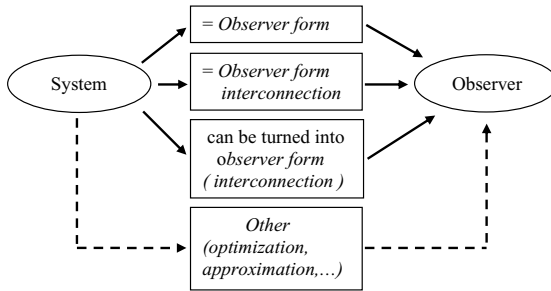 = Observer form
System
= Observer form
interconnection
Observer
can be turned into
observer form
( interconnection )
Other
(optimization,
approximation,...)